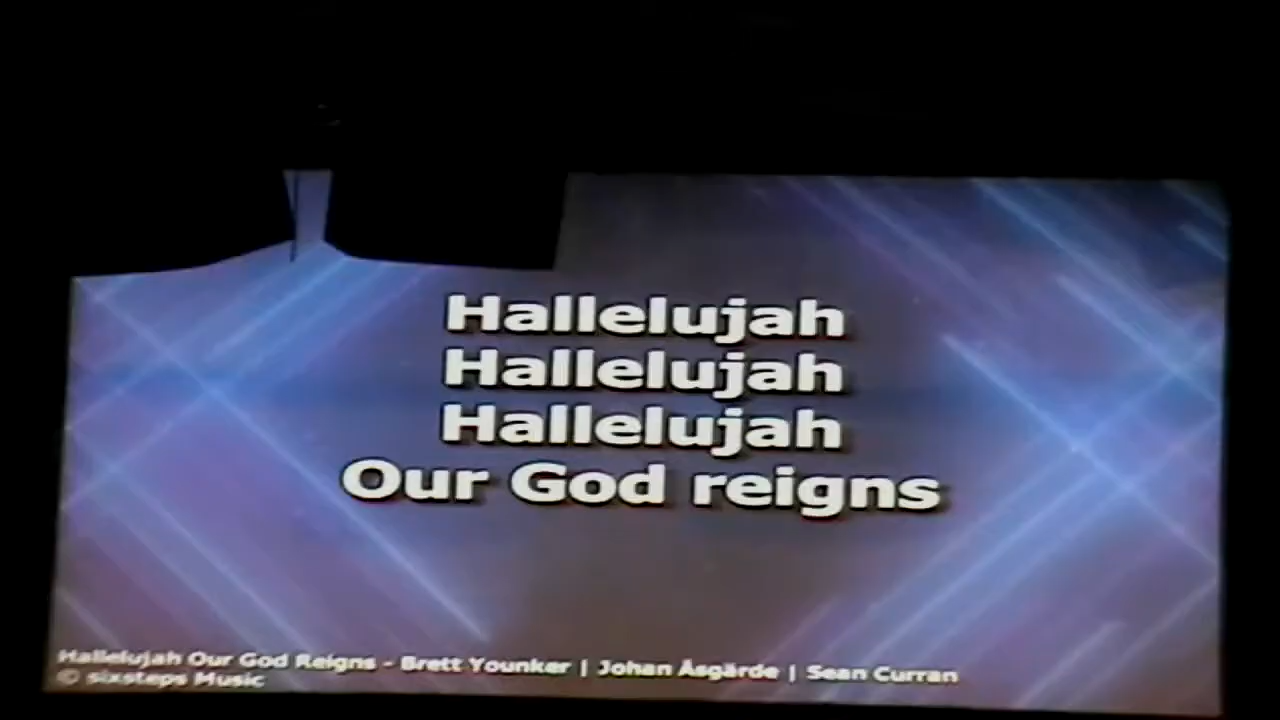 Hallelujah
Hallelujah
Hallelujah
Our God reigns
Hallelujah Our God Reigns - Brett Younker | Johan Åsgärde | Sean Curran
© sixsteps Music